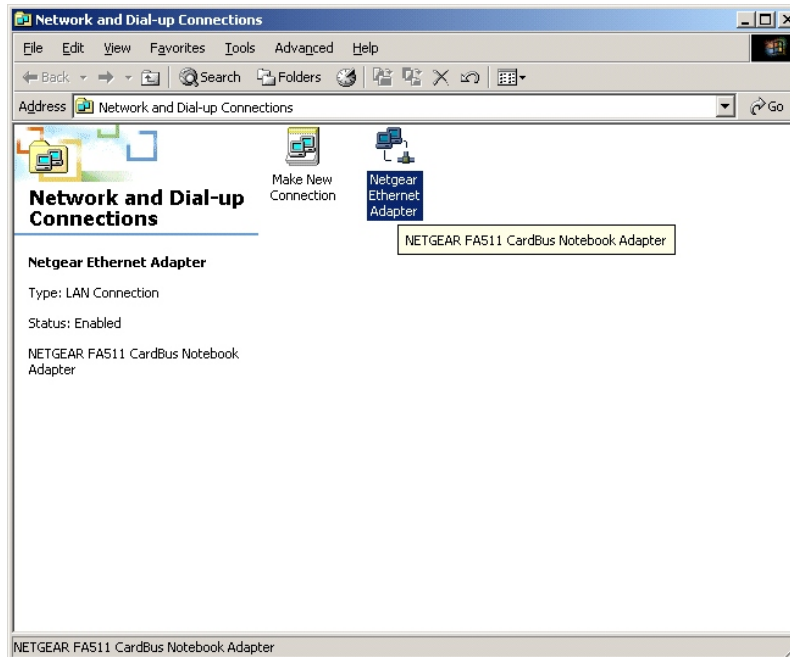 Network and Dial-up Connections
File Edit View Favorites Tools Advanced Help
Back Search Folders
Address Network and Dial-up Connections Go
Network and Dial-up
Connections
Netgear Ethernet Adapter
Type: LAN Connection
Status: Enabled
NETGEAR FA511 CardBus Notebook
Adapter
Make New
Connection
Netgear
Ethernet
Adapter
NETGEAR FA511 CardBus Notebook Adapter
NETGEAR FA511 CardBus Notebook Adapter